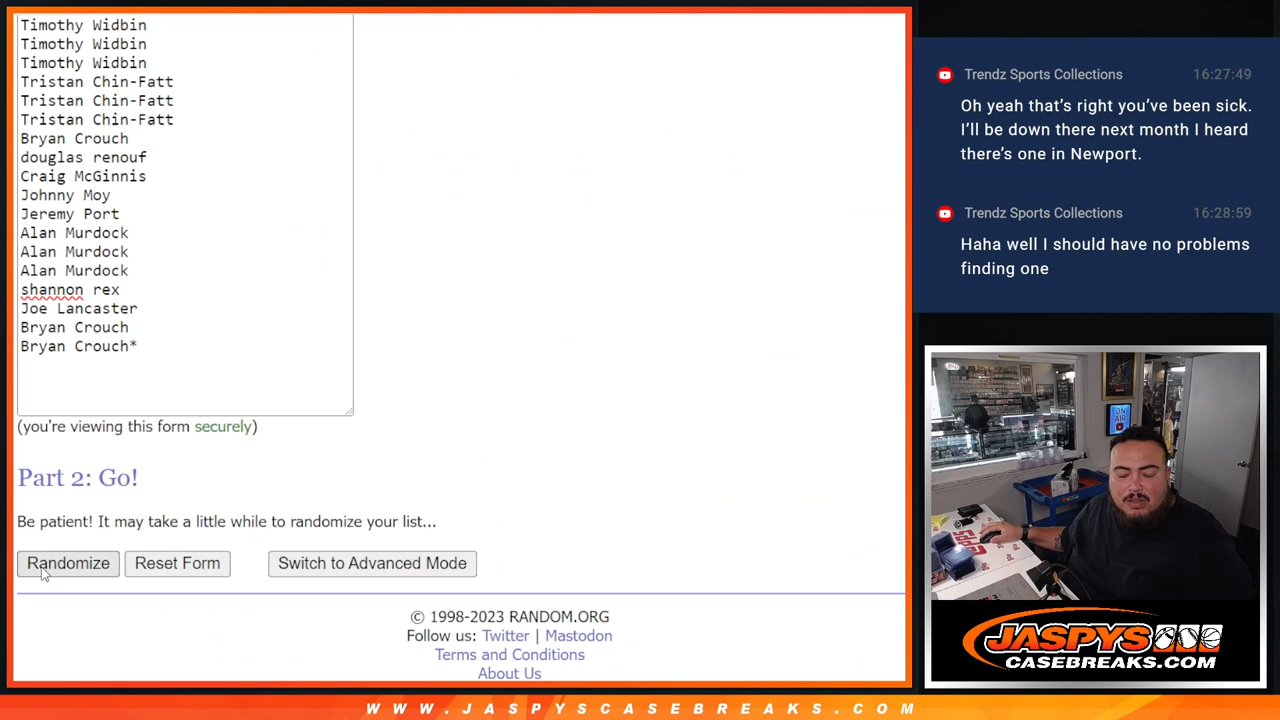 Timothy Widbin
Timothy Widbin
Timothy Widbin
Tristan Chin-Fatt
Tristan Chin-Fatt
Tristan Chin-Fatt
Bryan Crouch
douglas renouf
Craig McGinnis
Johnny Moy
Jeremy Port
Alan Murdock
Alan Murdock
Alan Murdock
shannon rex
Joe Lancaster
Bryan Crouch
Bryan Crouch*
(you're viewing this form securely)
Part 2: Go!
Be patient! It may take a little while to randomize your list...
Randomize Reset Form Switch to Advanced Mode
© 1998-2023 RANDOM.ORG
Follow us: Twitter | Mastodon
Terms and Conditions
About Us
Trendz Sports Collections 16:27:49
Oh yeah that's right you've been sick.
I'll be down there next month I heard
there's one in Newport.
Trendz Sports Collections 16:28:59
Haha well I should have no problems
finding one
ON
AIR
JASPYS
CASEBREAKS.COM
WWW.JASPYSCASEBREAKS.COM